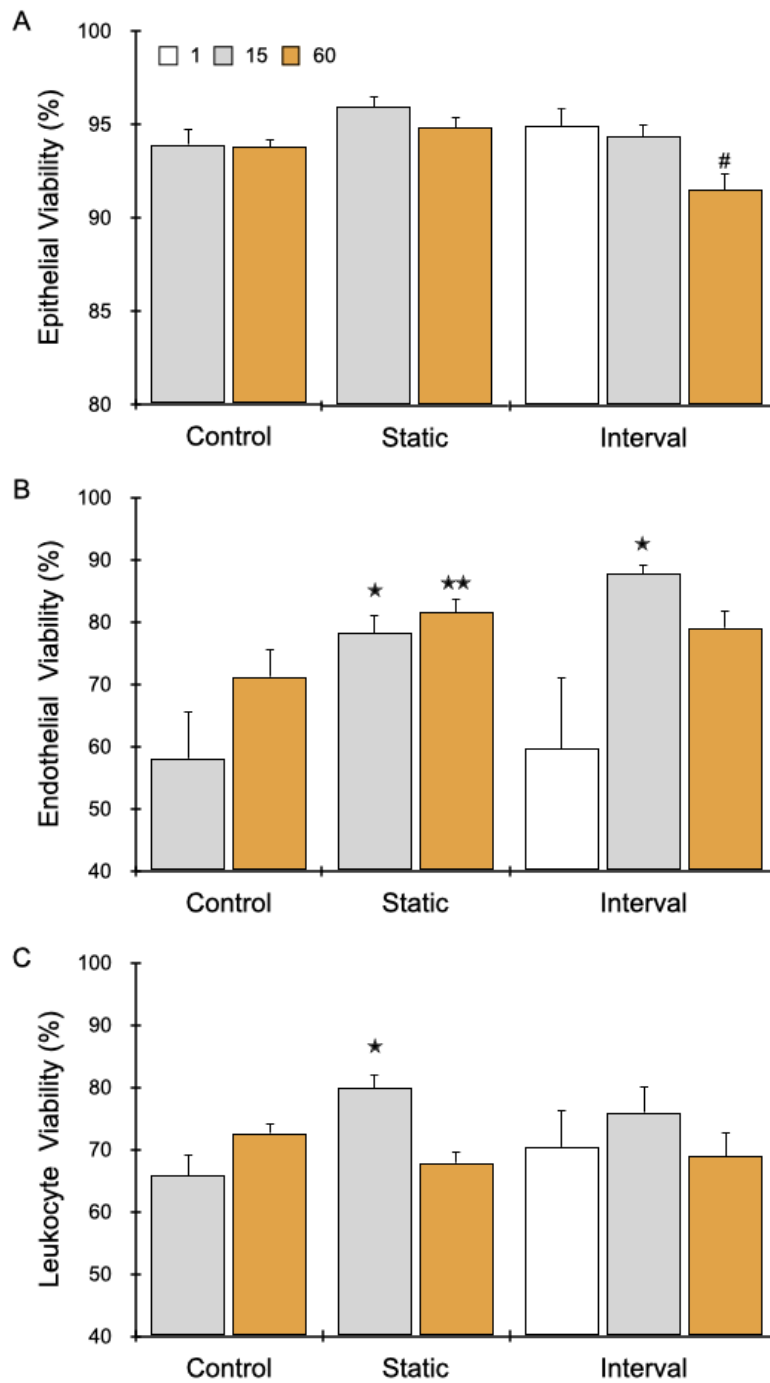 A
100
1 15 60
95
90
85
80
Epithelial Viability (%)
#
Control Static Interval
B
100
90
80
70
60
50
40
Endothelial Viability (%)
★ ★★ ★
Control Static Interval
C
100
90
80
70
60
50
40
Leukocyte Viability (%)
★
Control Static Interval